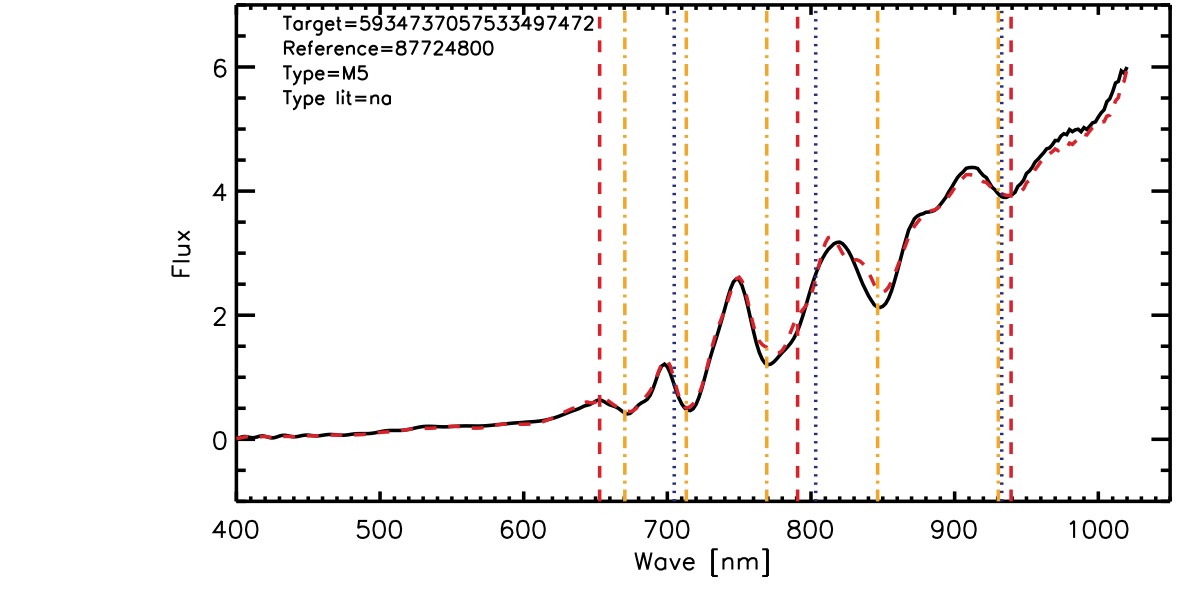 Target=5934737057533497472
Reference=87724800
Type=M5
Type lit=na
6
4
2
0
Flux
400 500 600 700 800 900 1000
Wave [nm]